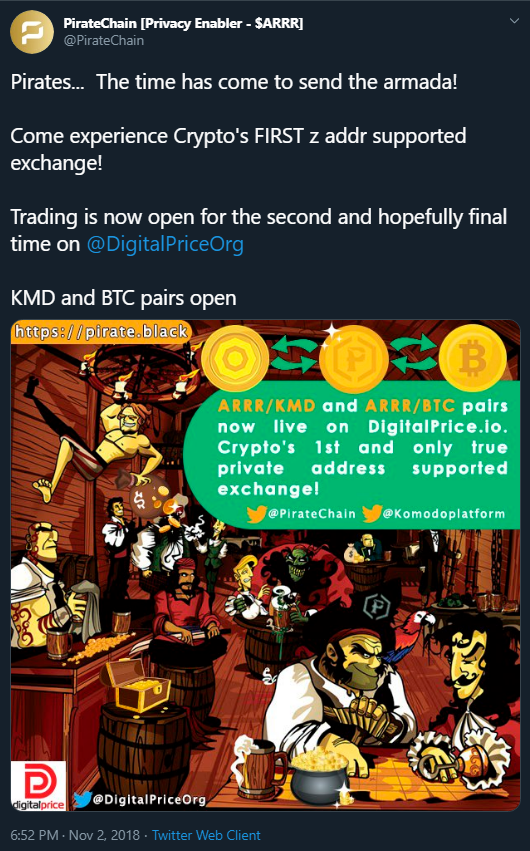 PirateChain [Privacy Enabler - $ARRR]
@PirateChain
Pirates... The time has come to send the armada!
Come experience Crypto's FIRST z addr supported
exchange!
Trading is now open for the second and hopefully final
time on @DigitalPriceOrg
KMD and BTC pairs open
https://pirate.black
ARRR/KMD and ARRR/BTC pairs
now live on DigitalPrice.io.
Crypto's 1st and only true
private address supported
exchange!
@PirateChain @Komodoplatform
digitalprice
@DigitalPriceOrg
6:52 PM · Nov 2, 2018 · Twitter Web Client